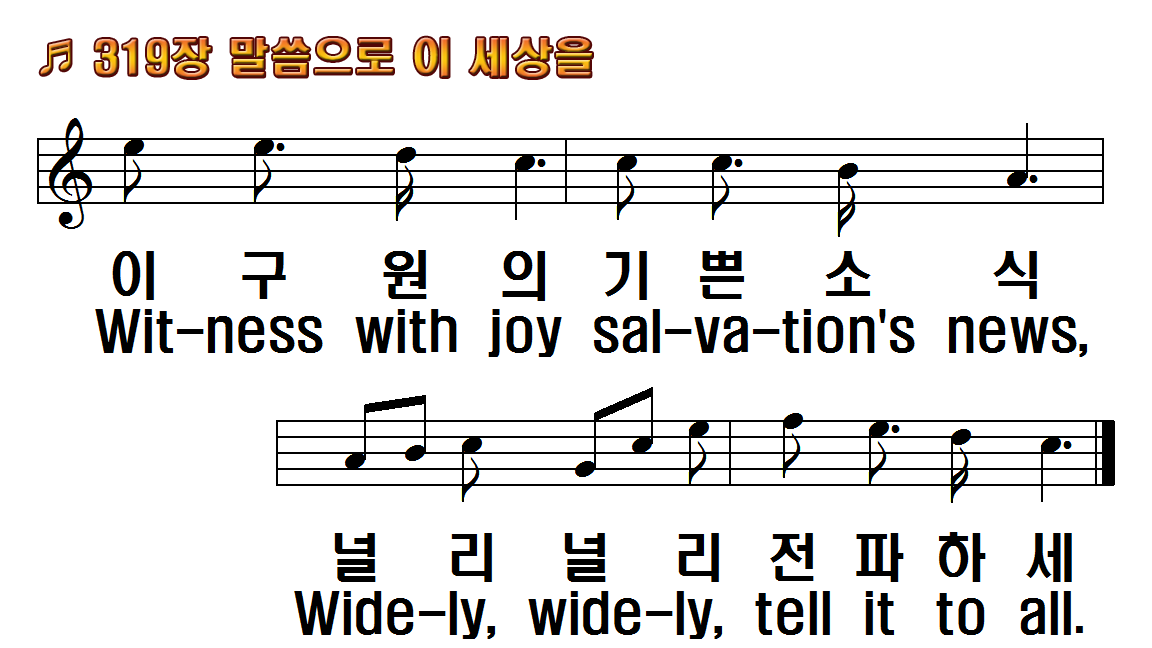 319장 말씀으로 이 세상을
이 구 원 의 기 쁜 소 식
Wit-ness with joy sal-va-tion's news,
널 리 널 리 전 파 하 세
Wide-ly, wide-ly, tell it to all.